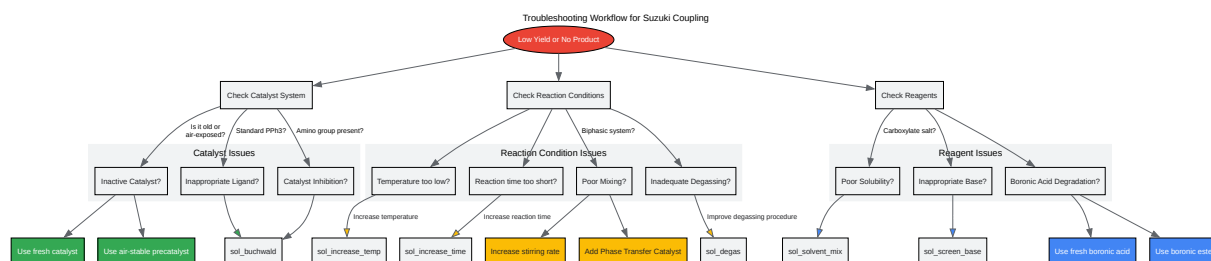 Troubleshooting Workflow for Suzuki Coupling
Low Yield or No Product
Check Catalyst System
Check Reaction Conditions
Check Reagents
Is it old or
air-exposed?
Standard PPh3?
Amino group present?
Biphasic system?
Carboxylate salt?
Catalyst Issues
Reaction Condition Issues
Reagent Issues
Inactive Catalyst?
Inappropriate Ligand?
Catalyst Inhibition?
Temperature too low?
Reaction time too short?
Poor Mixing?
Inadequate Degassing?
Poor Solubility?
Inappropriate Base?
Boronic Acid Degradation?
Increase temperature
Increase reaction time
Improve degassing procedure
Use fresh catalyst
Use air-stable precatalyst
sol_buchwald
sol_increase_temp
sol_increase_time
Increase stirring rate
Add Phase Transfer Catalyst
sol_degas
sol_solvent_mix
sol_screen_base
Use fresh boronic acid
Use boronic este